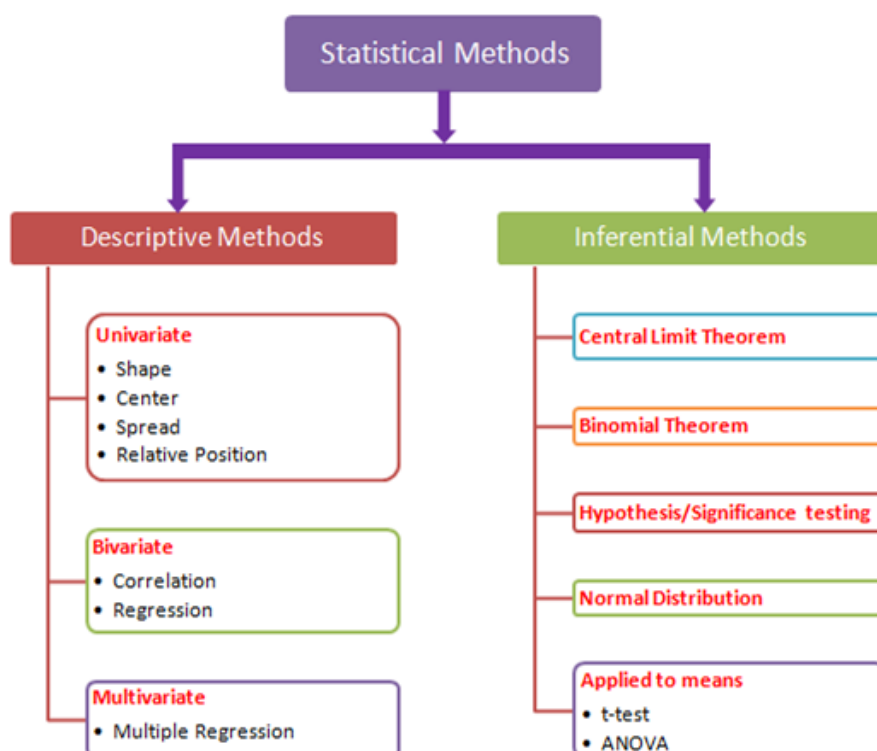 Statistical Methods
Descriptive Methods
Univariate
• Shape
• Center
• Spread
• Relative Position
Bivariate
• Correlation
• Regression
Multivariate
• Multiple Regression
Inferential Methods
Central Limit Theorem
Binomial Theorem
Hypothesis/Significance testing
Normal Distribution
Applied to means
• t-test
• ANOVA